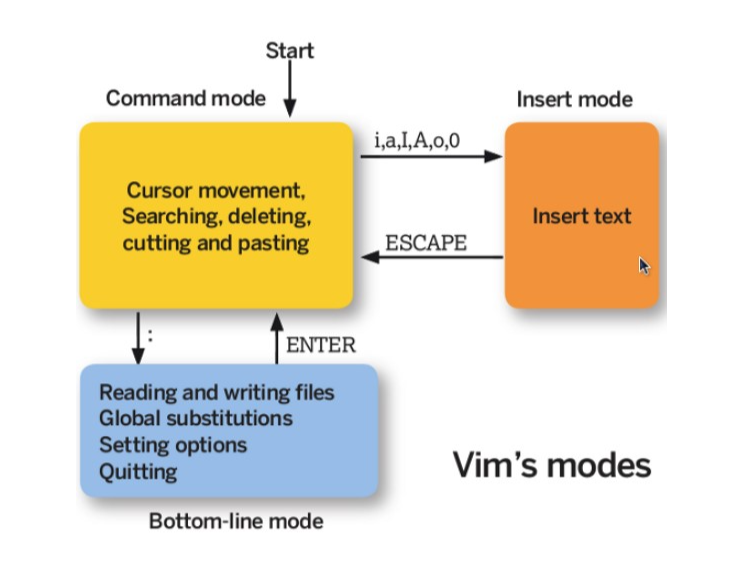 Start
Command mode
Insert mode
i,a,I,A,o,0
Cursor movement,
Searching, deleting,
cutting and pasting
Insert text
ESCAPE
:
ENTER
Reading and writing files
Global substitutions
Setting options
Quitting
Vim's modes
Bottom-line mode